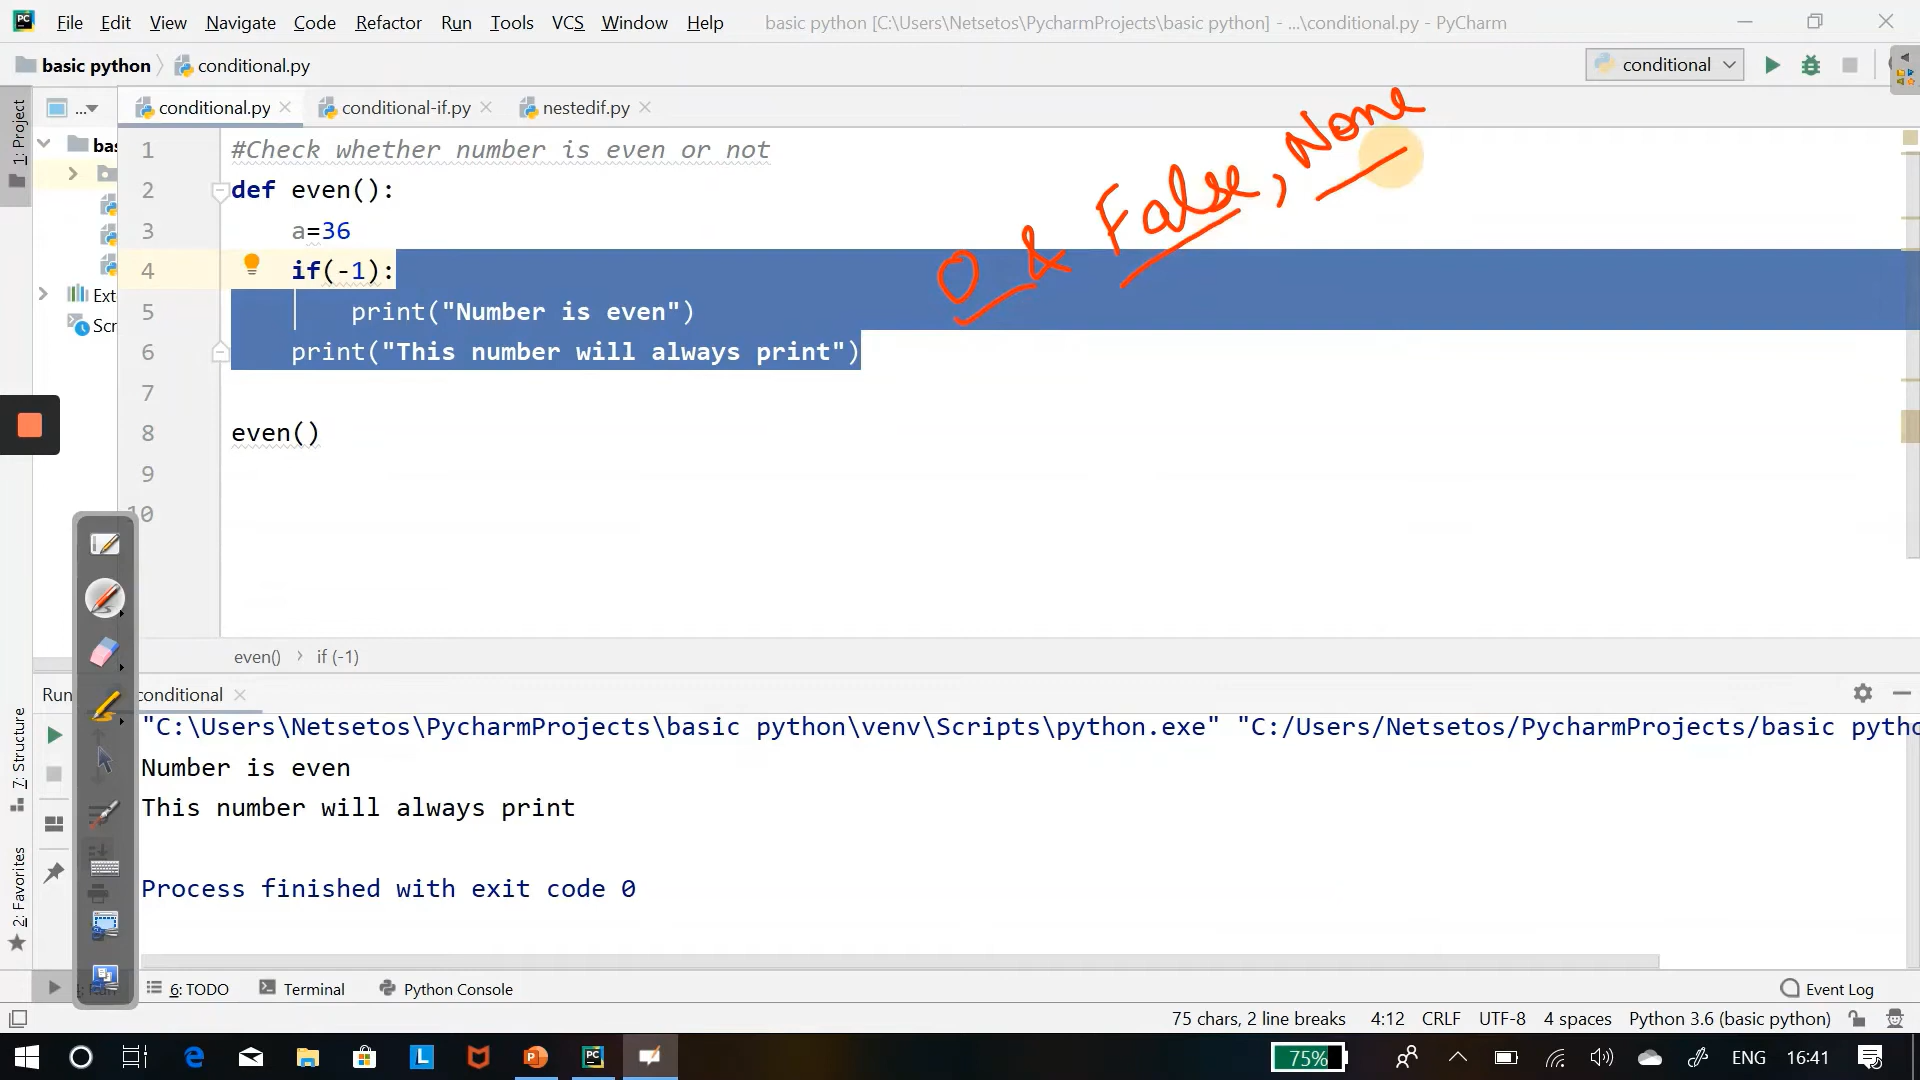 File Edit View Navigate Code Refactor Run Tools VCS Window Help basic python [C:\Users\Netsetos\PycharmProjects\basic python] - ...\conditional.py - PyCharm
basic python conditional.py conditional
1: Project ... conditional.py conditional-if.py nestedif.py
0 & False, None
bas
Ext
Scr
1 #Check whether number is even or not
2 def even():
3 a=36
4 if(-1):
5 print("Number is even")
6 print("This number will always print")
7
8 even()
9
10
even() if (-1)
Run conditional
"C:\Users\Netsetos\PycharmProjects\basic python\venv\Scripts\python.exe" "C:/Users/Netsetos/PycharmProjects/basic pytho
Number is even
This number will always print
Process finished with exit code 0
7: Structure
2: Favorites
6: TODO Terminal Python Console Event Log
75 chars, 2 line breaks 4:12 CRLF UTF-8 4 spaces Python 3.6 (basic python)
75% ENG 16:41